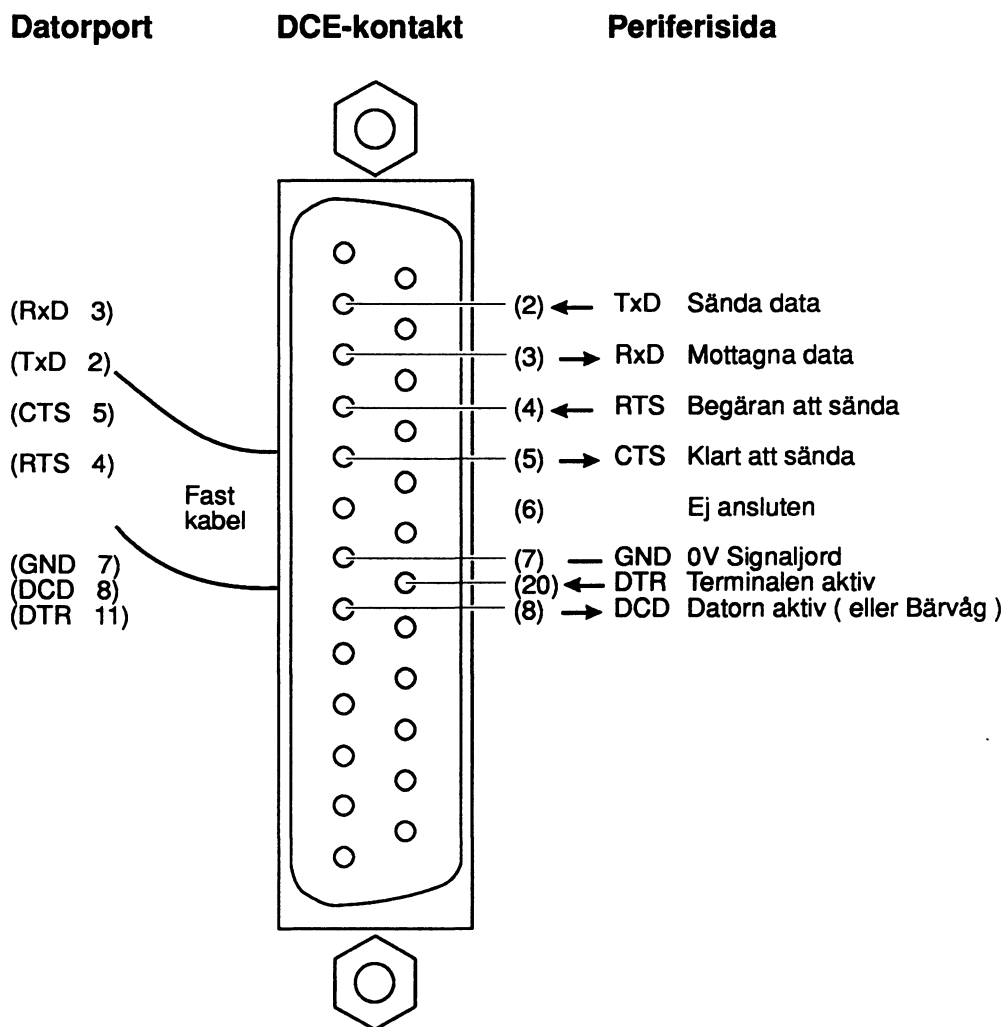 Datorport DCE-kontakt Periferisida
(RxD 3) (2) TxD Sända data
(TxD 2) (3) RxD Mottagna data
(CTS 5) (4) RTS Begäran att sända
(RTS 4) (5) CTS Klart att sända
Fast
kabel
(6) Ej ansluten
(GND 7) (7) GND 0V Signaljord
(DCD 8) (20) DTR Terminalen aktiv
(DTR 11) (8) DCD Datorn aktiv ( eller Bärvåg )